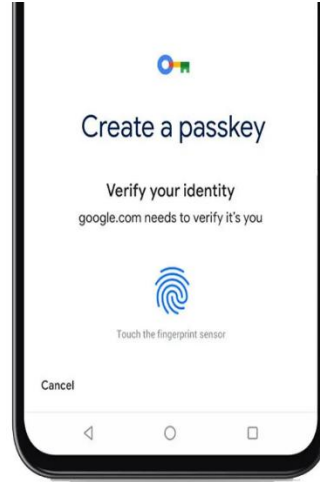 Create a passkey
Verify your identity
google.com needs to verify it's you
Touch the fingerprint sensor
Cancel